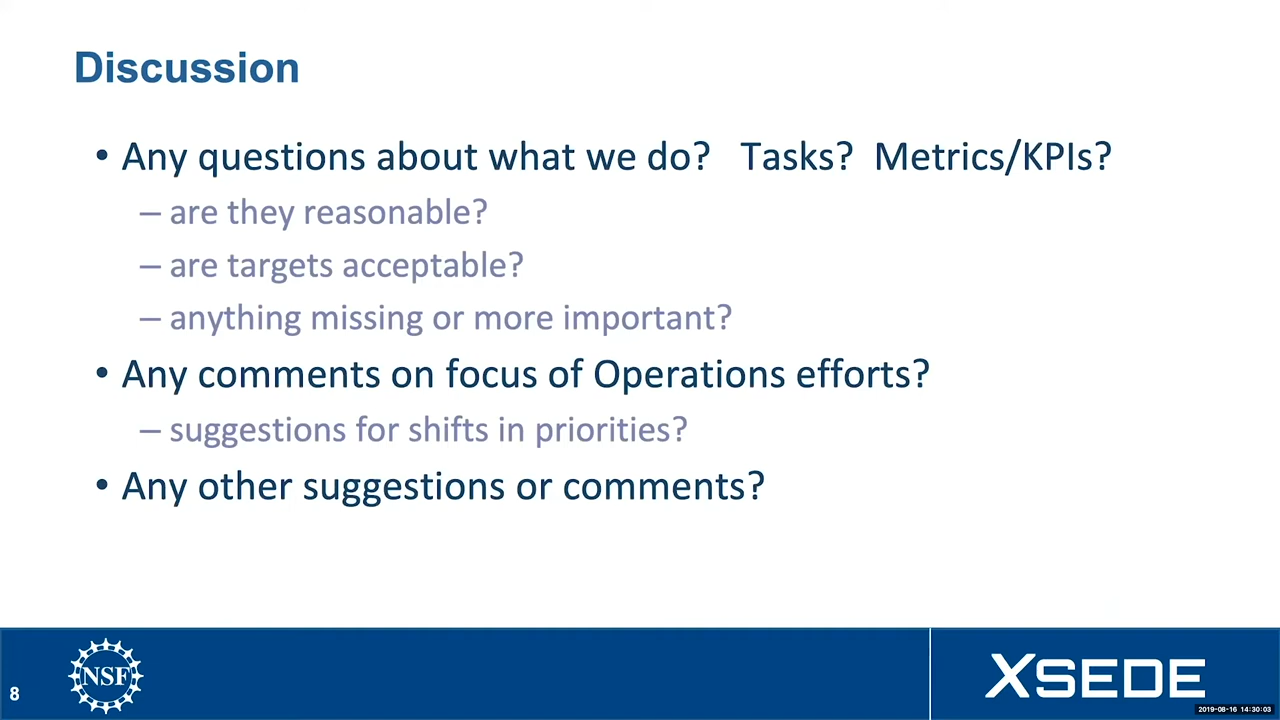 Discussion
• Any questions about what we do? Tasks? Metrics/KPIs?
– are they reasonable?
– are targets acceptable?
– anything missing or more important?
• Any comments on focus of Operations efforts?
– suggestions for shifts in priorities?
• Any other suggestions or comments?
8
NSF
XSEDE
2019-08-16 14:30:03